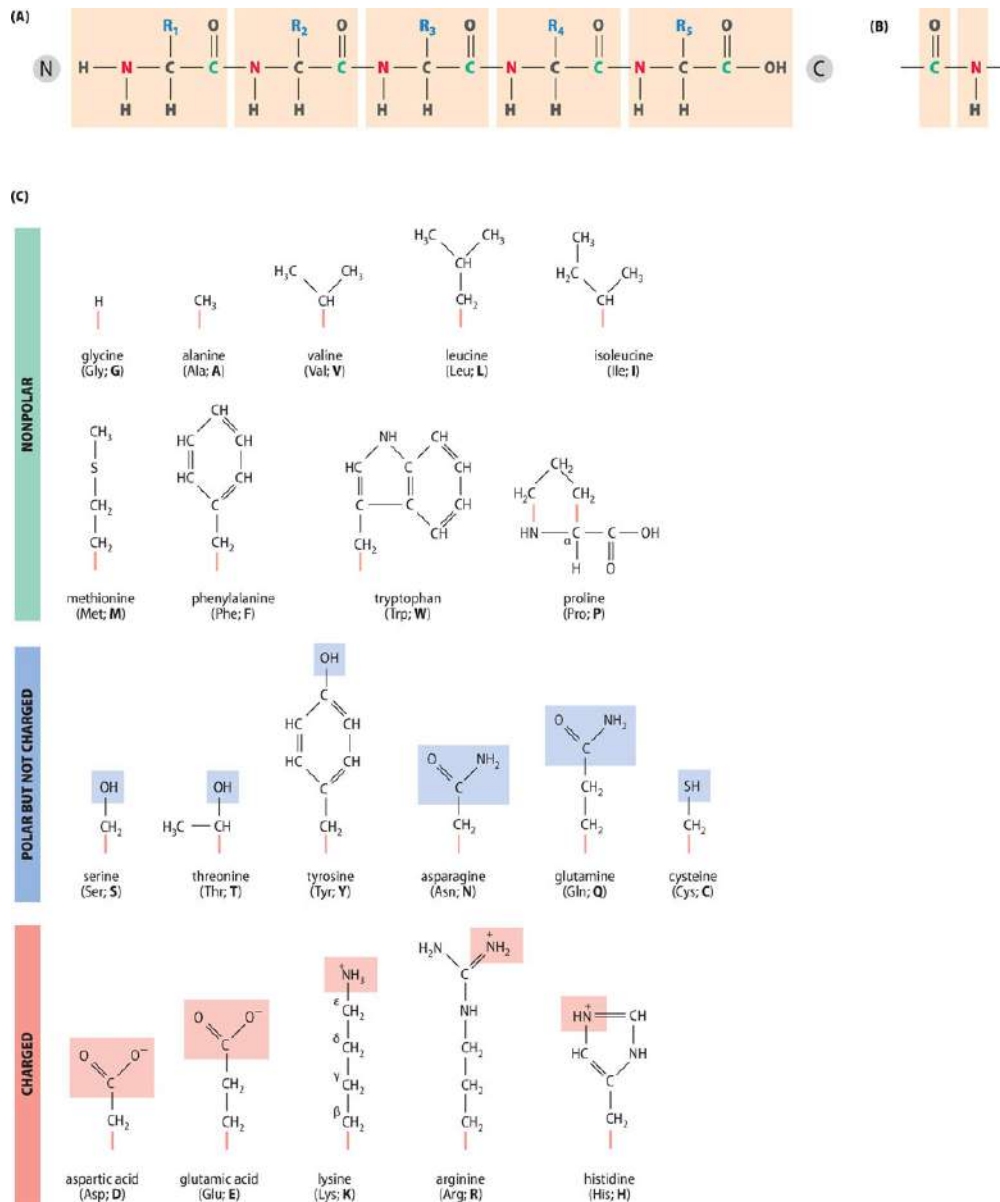 (A)
R1 O R2 O R3 O R4 O R5 O
N H N C C N C C N C C N C C N C C OH C
H H H H H H H H H H
(B)
O
C N
H
(C)
NONPOLAR
H
glycine
(Gly; G)
CH3
alanine
(Ala; A)
H3C CH3
CH
valine
(Val; V)
H3C CH3
CH
CH2
leucine
(Leu; L)
CH3
H2C CH3
CH
isoleucine
(Ile; I)
CH3
S
CH2
CH2
methionine
(Met; M)
CH
HC CH
HC CH
C
CH2
phenylalanine
(Phe; F)
NH CH
HC C CH
C C CH
CH
CH2
tryptophan
(Trp; W)
CH2
H2C CH2
HN C C OH
α
H O
proline
(Pro; P)
POLAR BUT NOT CHARGED
OH
CH2
serine
(Ser; S)
OH
H3C CH
threonine
(Thr; T)
OH
C
HC CH
HC CH
C
CH2
tyrosine
(Tyr; Y)
O NH2
C
CH2
asparagine
(Asn; N)
O NH2
C
CH2
CH2
glutamine
(Gln; Q)
SH
CH2
cysteine
(Cys; C)
CHARGED
O O−
C
CH2
aspartic acid
(Asp; D)
O O−
C
CH2
CH2
glutamic acid
(Glu; E)
+
NH3
ε
CH2
δ
CH2
γ
CH2
β
CH2
lysine
(Lys; K)
+
H2N NH2
C
NH
CH2
CH2
CH2
arginine
(Arg; R)
+
HN CH
HC NH
C
CH2
histidine
(His; H)